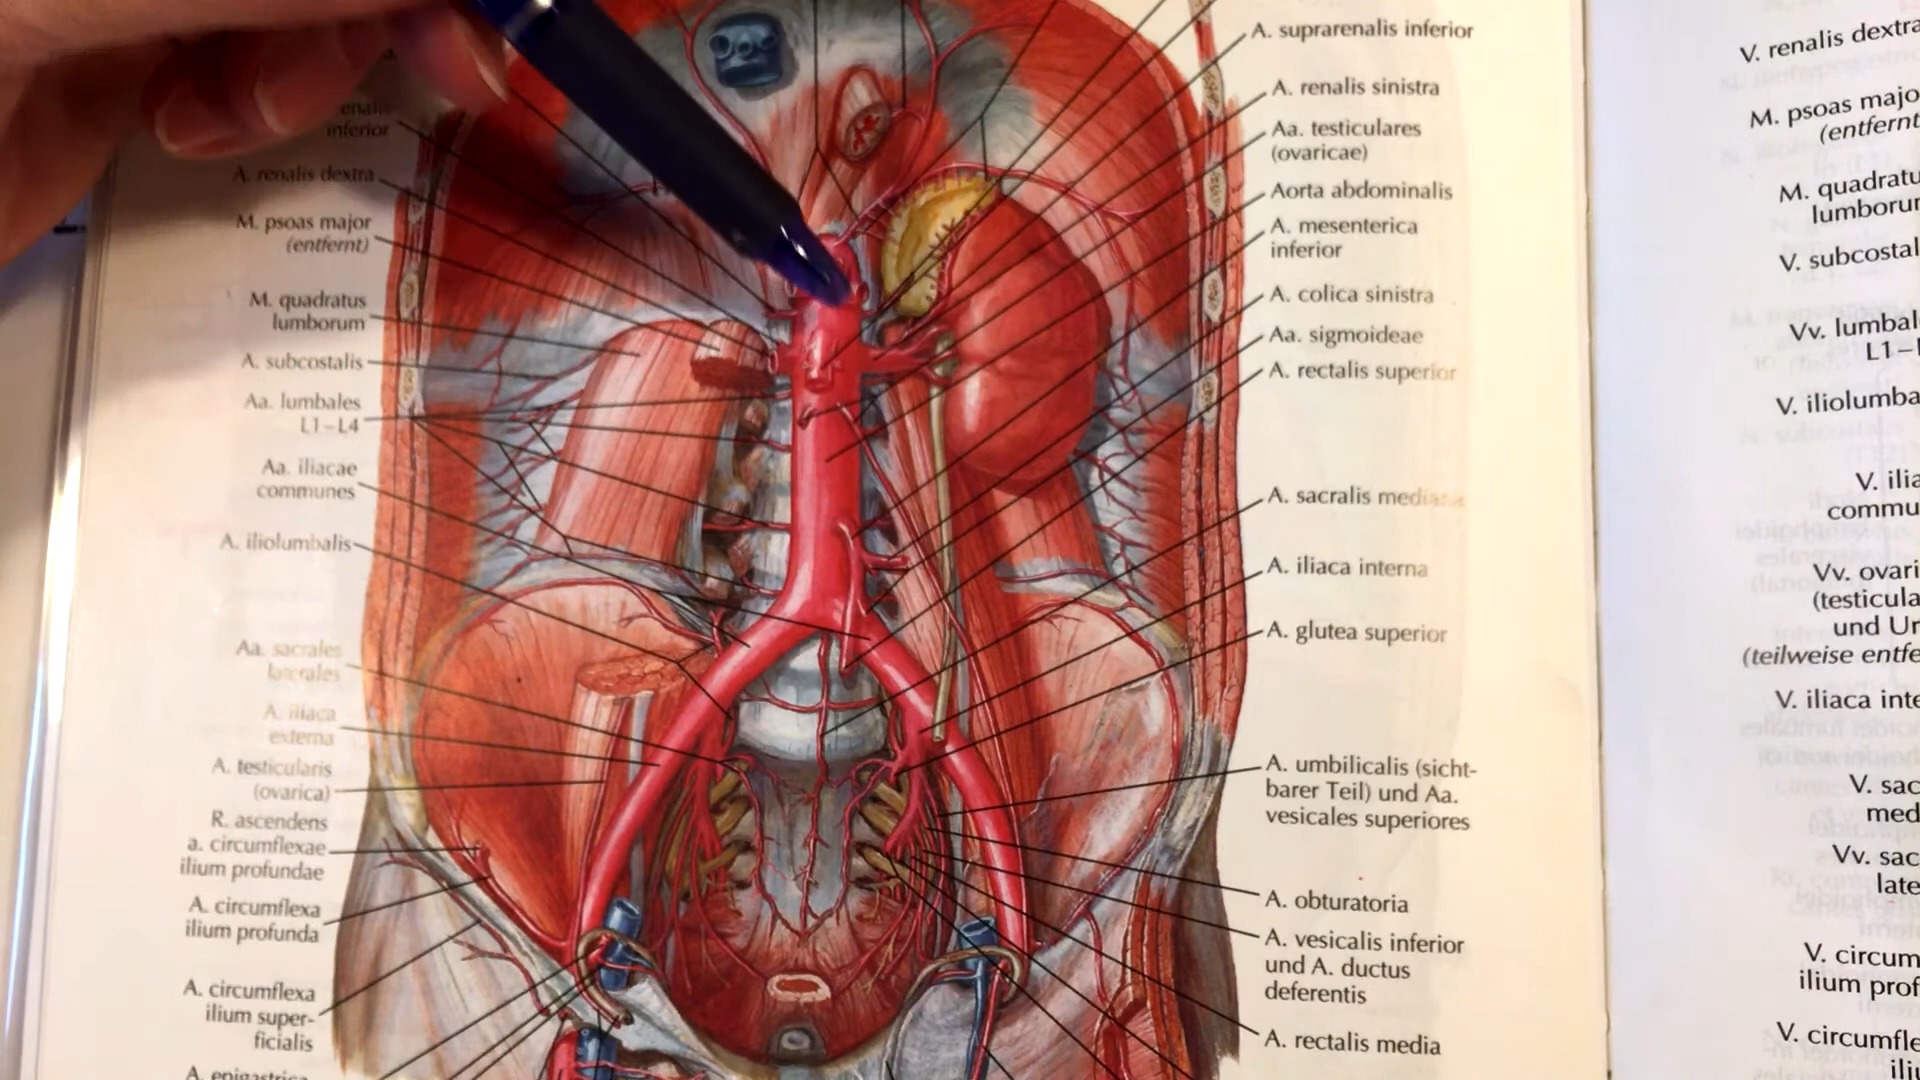 enalis
inferior
A. renalis dextra
M. psoas major
(entfernt)
M. quadratus
lumborum
A. subcostalis
Aa. lumbales
L1–L4
Aa. iliacae
communes
A. iliolumbalis
Aa. sacrales
laterales
A. iliaca
externa
A. testicularis
(ovarica)
R. ascendens
a. circumflexae
ilium profundae
A. circumflexa
ilium profunda
A. circumflexa
ilium super-
ficialis
A. epigastrica
A. suprarenalis inferior
A. renalis sinistra
Aa. testiculares
(ovaricae)
Aorta abdominalis
A. mesenterica
inferior
A. colica sinistra
Aa. sigmoideae
A. rectalis superior
A. sacralis mediana
A. iliaca interna
A. glutea superior
A. umbilicalis (sicht-
barer Teil) und Aa.
vesicales superiores
A. obturatoria
A. vesicalis inferior
und A. ductus
deferentis
A. rectalis media
V. renalis dextra
M. psoas majo
(entfernt
M. quadratu
lumborur
V. subcostal
Vv. lumbal
L1–
V. iliolumba
V. ilia
commu
Vv. ovari
(testicula
und Ur
(teilweise entfe
V. iliaca inte
V. sac
med
Vv. sac
late
V. circum
ilium prof
V. circumfle
ili